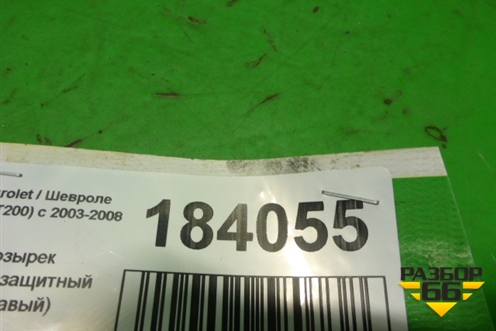 rolet / Шевроле
T200) с 2003-2008
184055
озырек
защитный
авый)
РАЗБОР
66